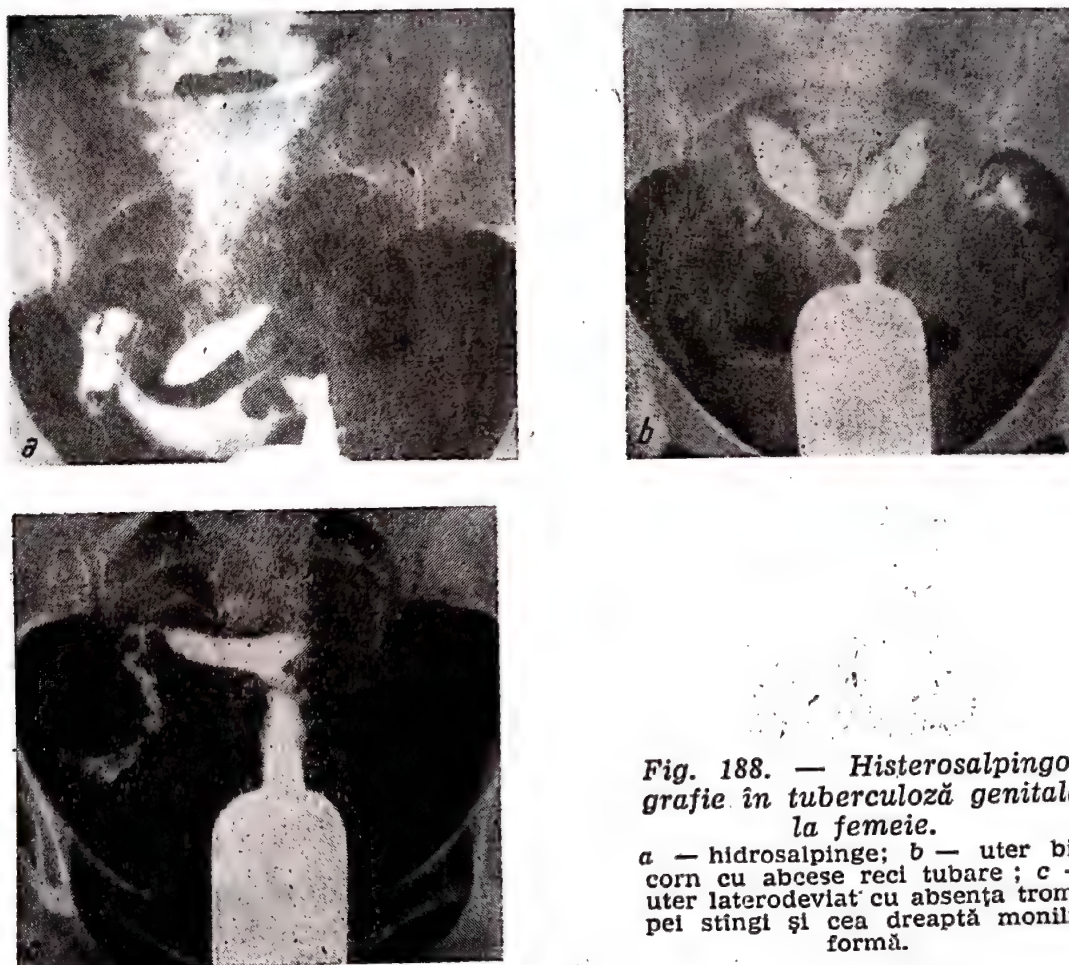 a
b
Fig. 188. — Histerosalpingo
grafie în tuberculoză genital
la femeie.
a — hidrosalpinge; b — uter bi
corn cu abcese reci tubare ; c
uter laterodeviat cu absența trom
pei stîngi și cea dreaptă monili
formă.